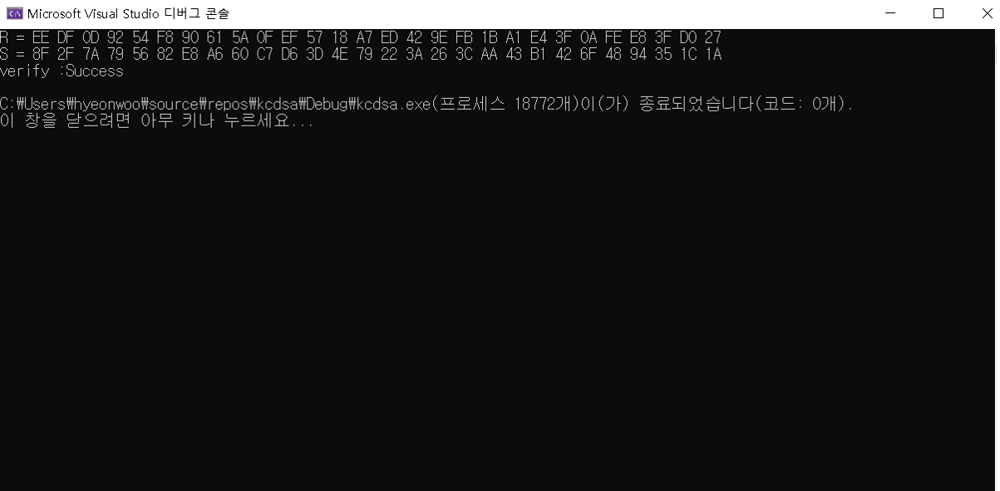 Microsoft Visual Studio 디버그 콘솔
R = EE DF 0D 92 54 F8 90 61 5A 0F EF 57 18 A7 ED 42 9E FB 1B A1 E4 3F 0A FE E8 3F D0 27
S = 8F 2F 7A 79 56 82 E8 A6 60 C7 D6 3D 4E 79 22 3A 26 3C AA 43 B1 42 6F 48 94 35 1C 1A
verify :Success
C:₩Users₩hyeonwoo₩source₩repos₩kcdsa₩Debug₩kcdsa.exe(프로세스 18772개)이(가) 종료되었습니다(코드: 0개).
이 창을 닫으려면 아무 키나 누르세요...